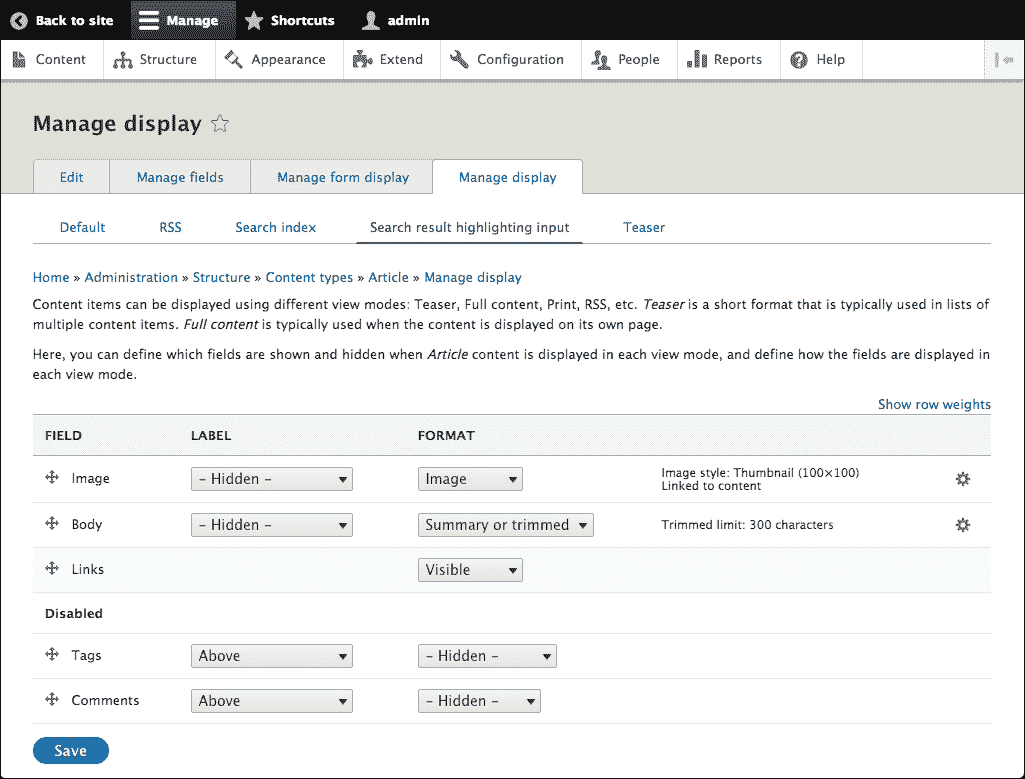 Back to site Manage Shortcuts admin
Content Structure Appearance Extend Configuration People Reports Help
Manage display
Edit Manage fields Manage form display Manage display
Default RSS Search index Search result highlighting input Teaser
Home » Administration » Structure » Content types » Article » Manage display
Content items can be displayed using different view modes: Teaser, Full content, Print, RSS, etc. Teaser is a short format that is typically used in lists of
multiple content items. Full content is typically used when the content is displayed on its own page.
Here, you can define which fields are shown and hidden when Article content is displayed in each view mode, and define how the fields are displayed in
each view mode.
Show row weights
FIELD LABEL FORMAT
Image - Hidden - Image Image style: Thumbnail (100×100)
Linked to content
Body - Hidden - Summary or trimmed Trimmed limit: 300 characters
Links Visible
Disabled
Tags Above - Hidden -
Comments Above - Hidden -
Save